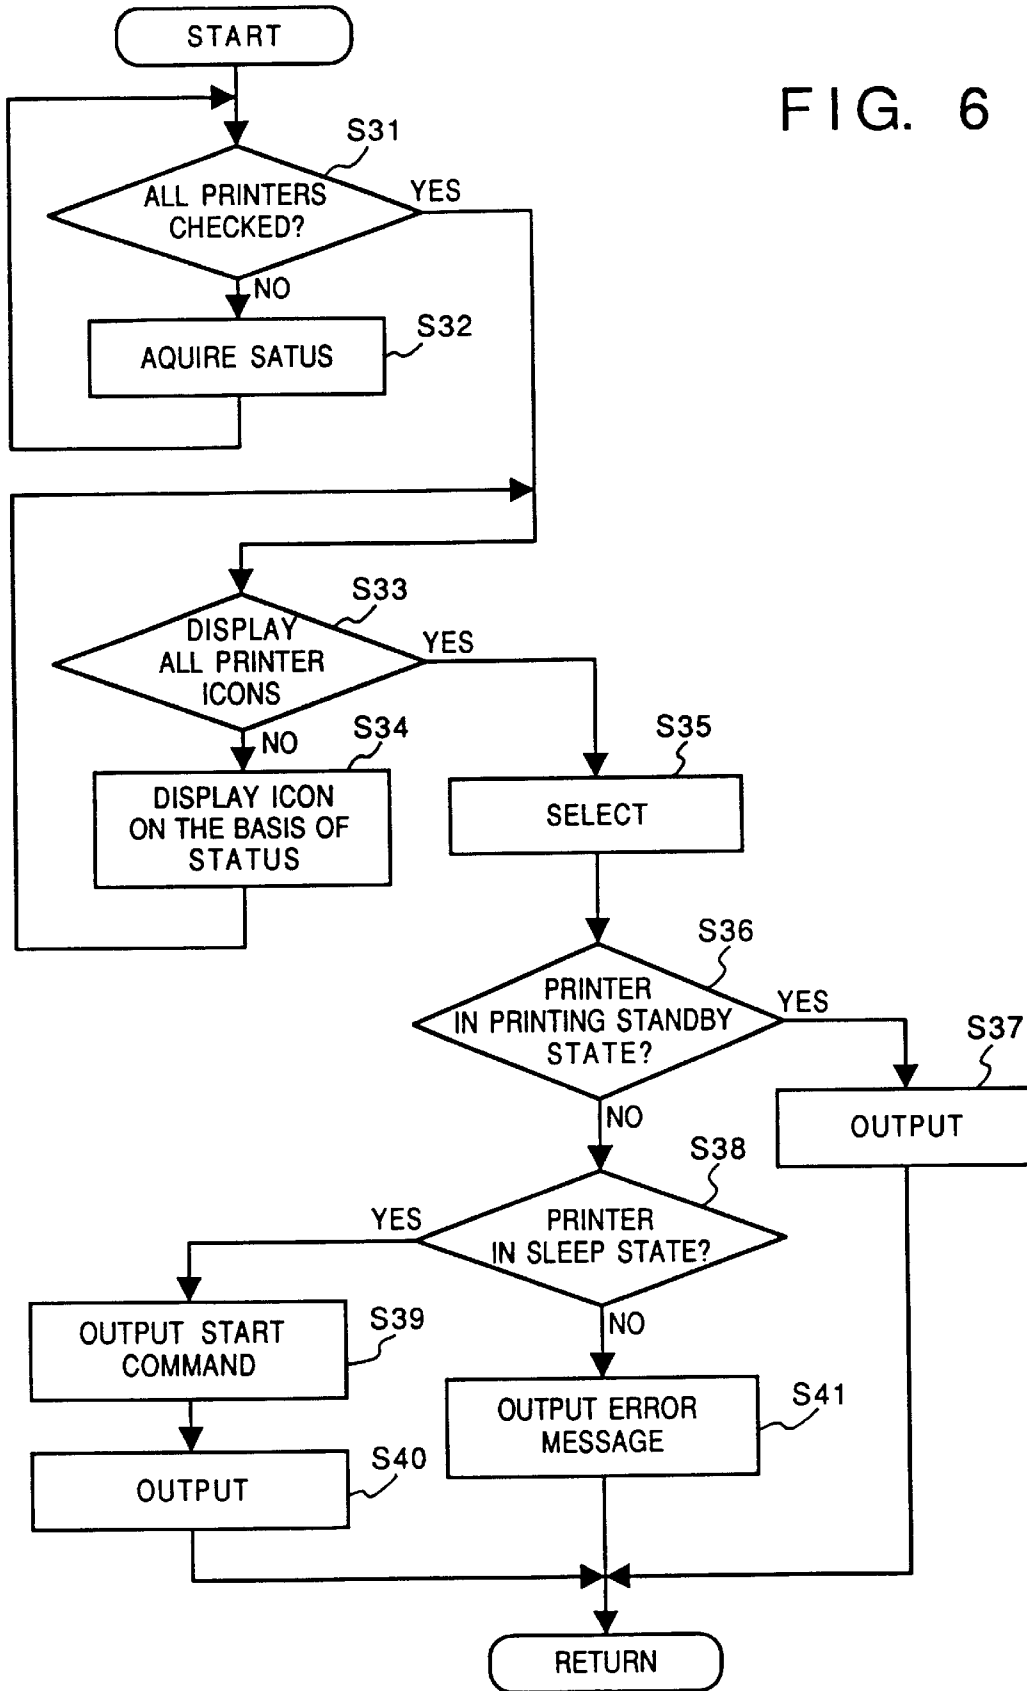 START
FIG. 6
S31
ALL PRINTERS
CHECKED?
YES
NO
S32
AQUIRE SATUS
S33
DISPLAY
ALL PRINTER
ICONS
YES
NO
S34
DISPLAY ICON
ON THE BASIS OF
STATUS
S35
SELECT
S36
PRINTER
IN PRINTING STANDBY
STATE?
YES
S37
OUTPUT
NO
S38
PRINTER
IN SLEEP STATE?
YES
S39
OUTPUT START
COMMAND
NO
S41
OUTPUT ERROR
MESSAGE
S40
OUTPUT
RETURN